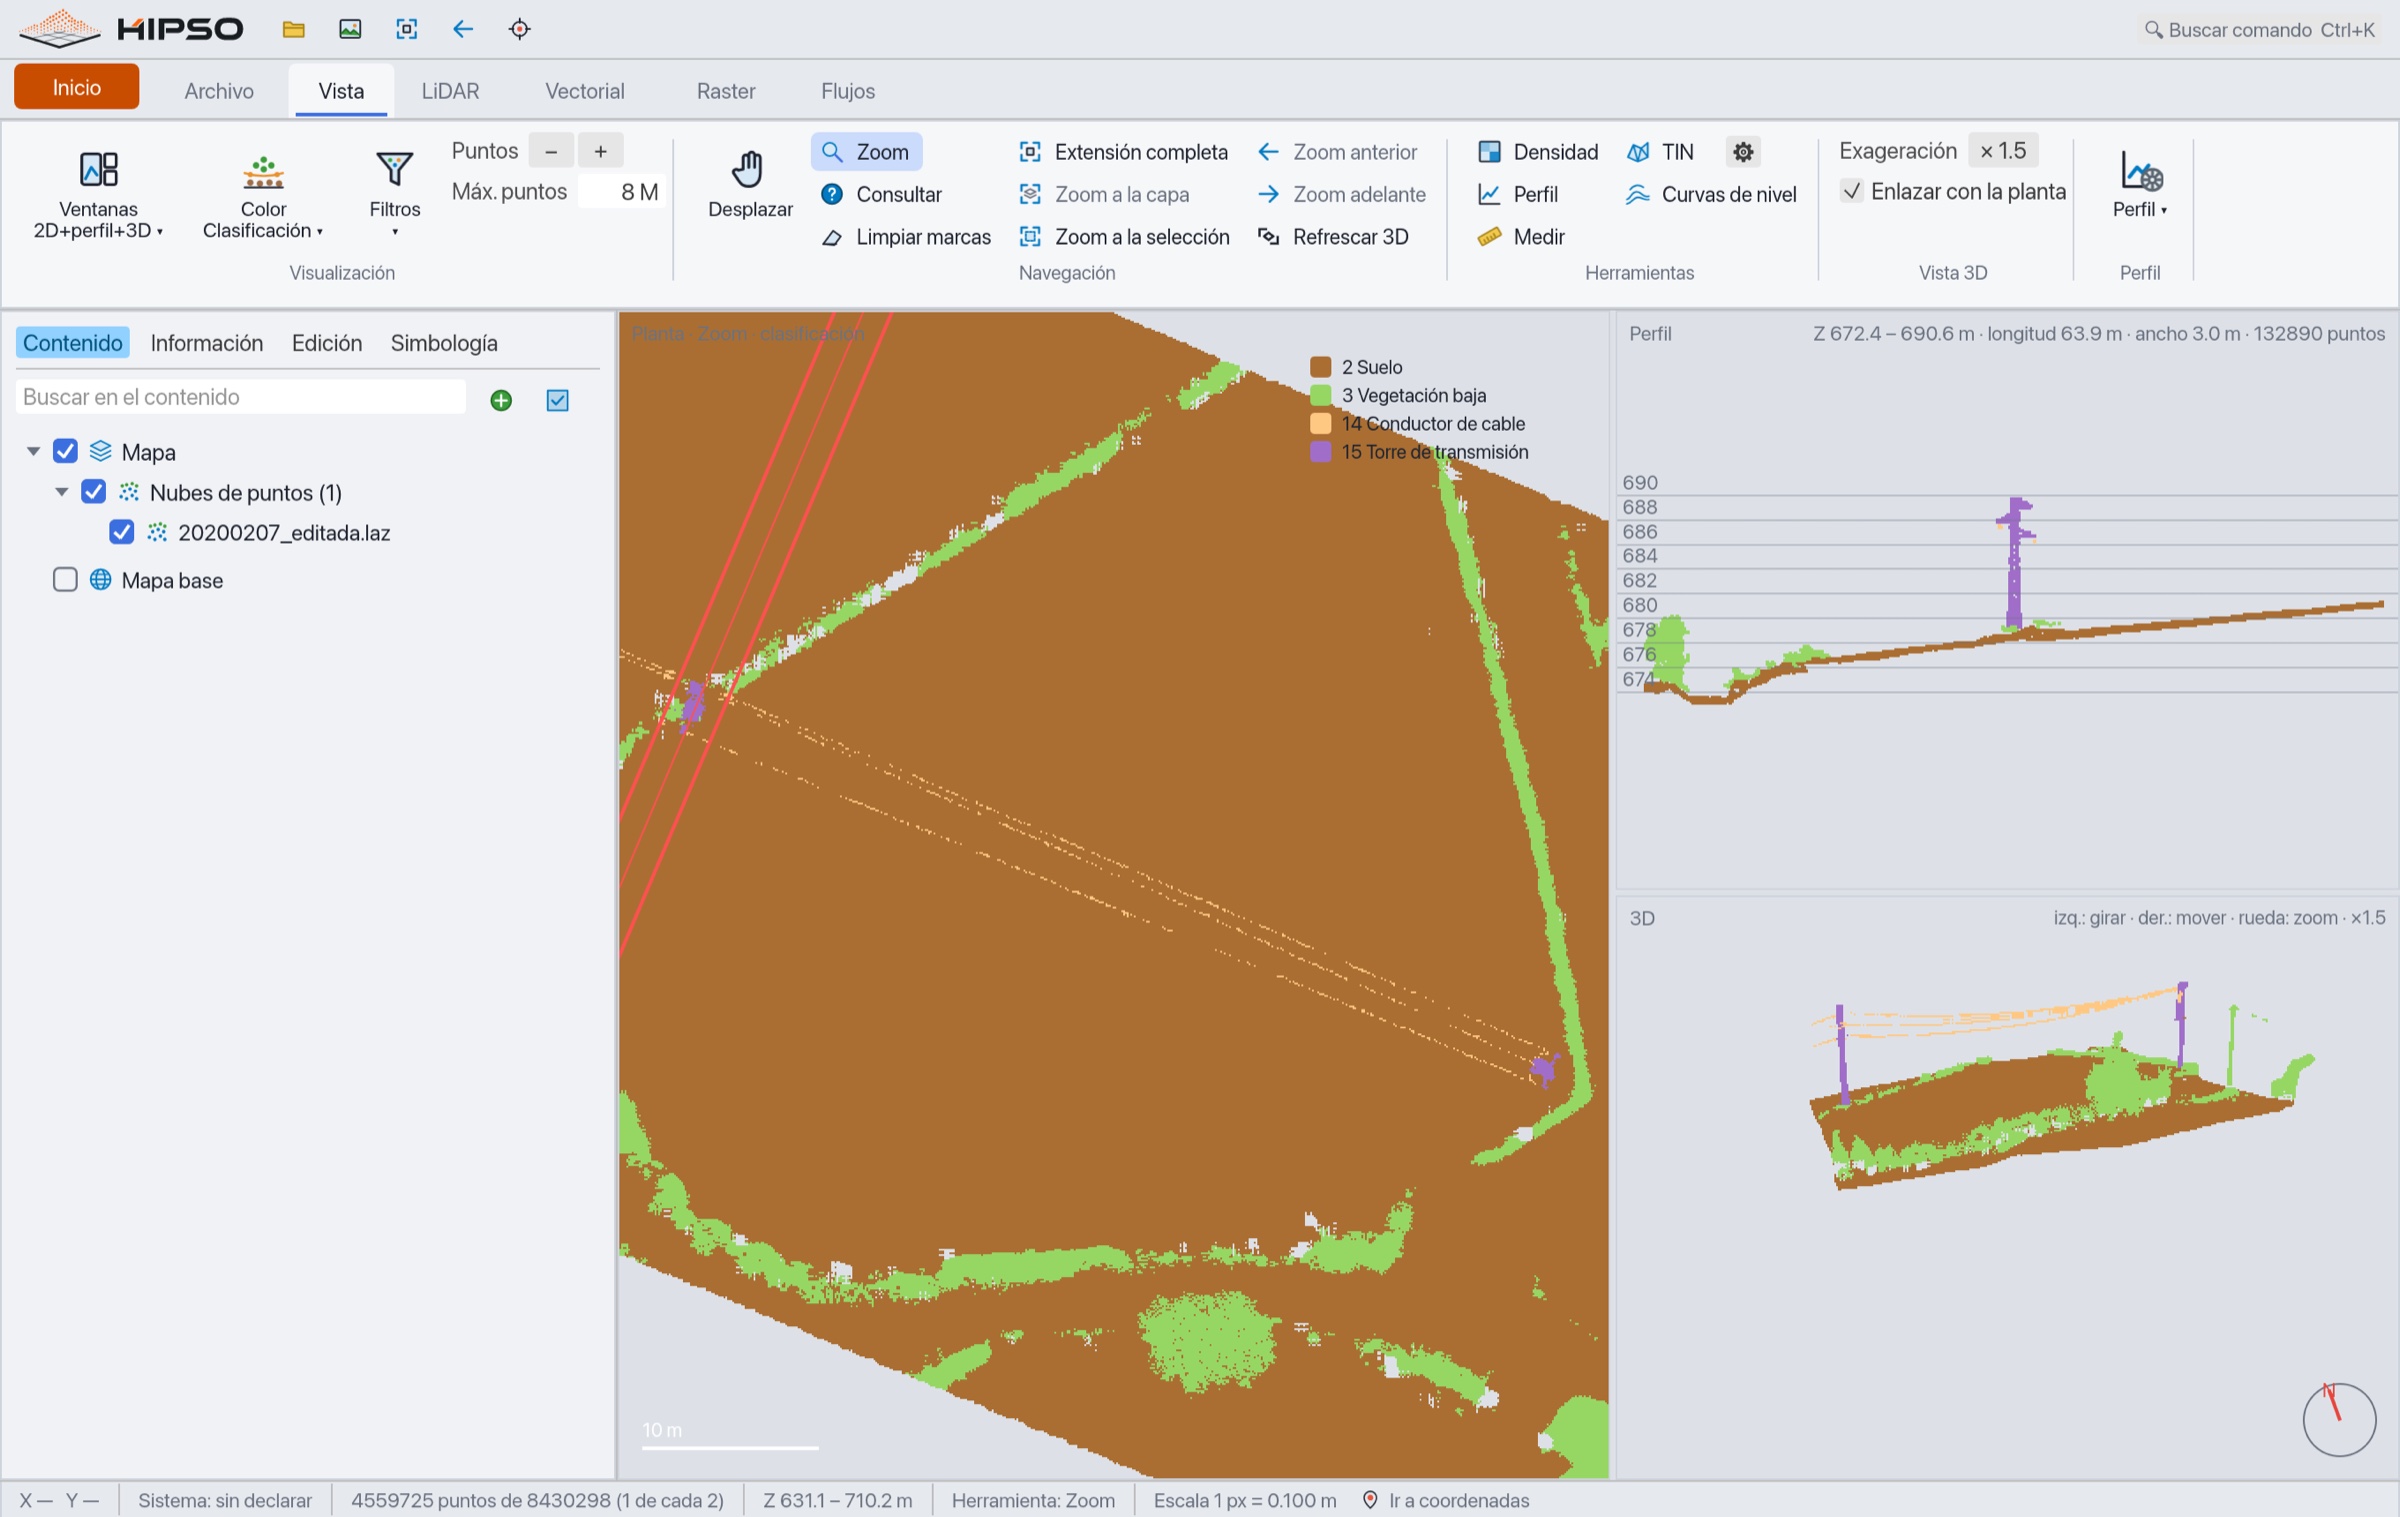 HIPSO
Buscar comando Ctrl+K
Inicio
Archivo
Vista
LiDAR
Vectorial
Raster
Flujos
Ventanas
2D+perfil+3D
Color
Clasificación
Filtros
Puntos − +
Máx. puntos 8 M
Visualización
Desplazar
Zoom
Consultar
Limpiar marcas
Extensión completa
Zoom a la capa
Zoom a la selección
Zoom anterior
Zoom adelante
Refrescar 3D
Navegación
Densidad
Perfil
Medir
TIN
Curvas de nivel
Herramientas
Exageración × 1.5
Enlazar con la planta
Vista 3D
Perfil
Perfil
Contenido
Información
Edición
Simbología
Buscar en el contenido
Mapa
Nubes de puntos (1)
20200207_editada.laz
Mapa base
Planta · Zoom · clasificación
2 Suelo
3 Vegetación baja
14 Conductor de cable
15 Torre de transmisión
10 m
Perfil
Z 672.4 – 690.6 m · longitud 63.9 m · ancho 3.0 m · 132890 puntos
690
688
686
684
682
680
678
676
674
3D
izq.: girar · der.: mover · rueda: zoom · ×1.5
N
X — Y —
Sistema: sin declarar
4559725 puntos de 8430298 (1 de cada 2)
Z 631.1 – 710.2 m
Herramienta: Zoom
Escala 1 px = 0.100 m
Ir a coordenadas